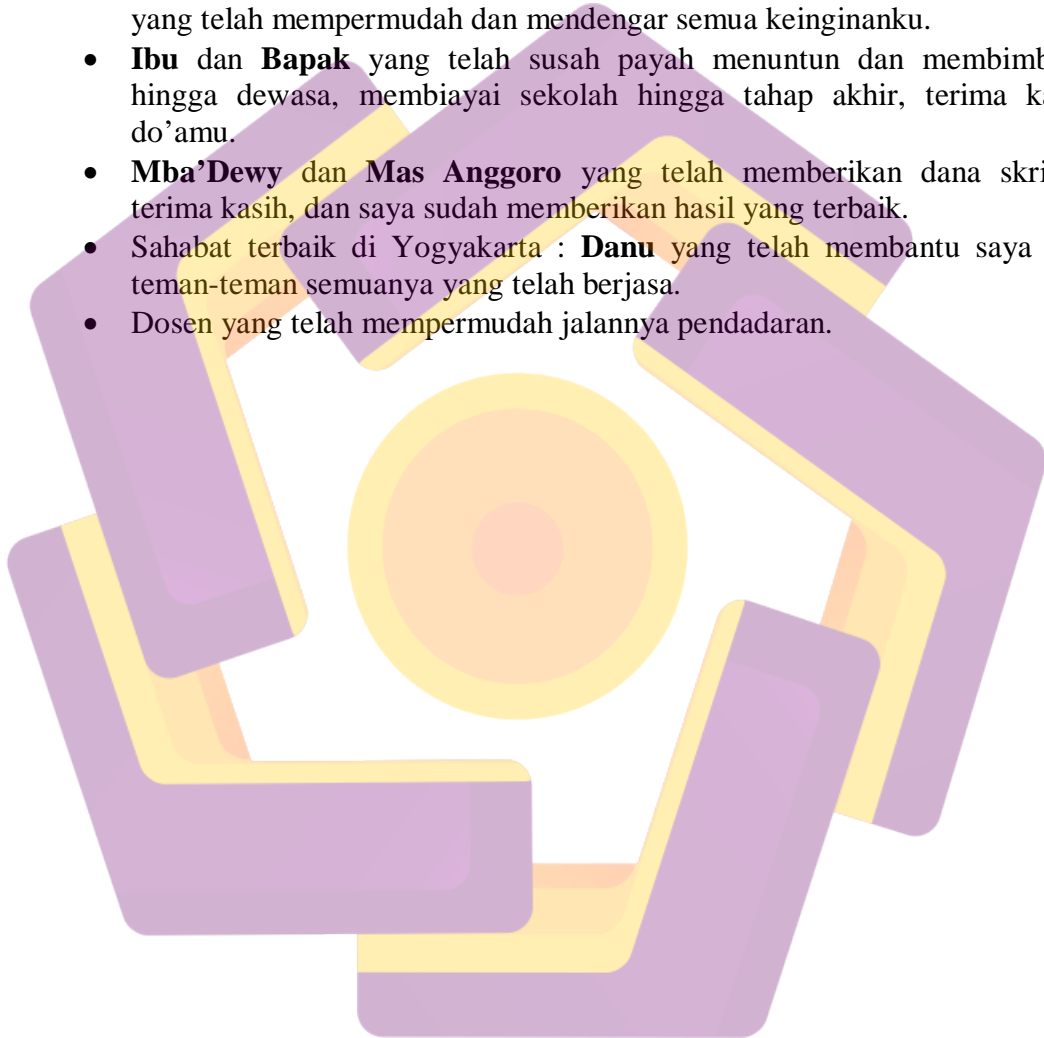 yang telah mempermudah dan mendengar semua keinginanku.
• Ibu dan Bapak yang telah susah payah menuntun dan
hingga dewasa, membiayai sekolah hingga tahap akhir, terima
do’amu.
• Mba’Dewy dan Mas Anggoro yang telah memberikan dana
terima kasih, dan saya sudah memberikan hasil yang terbaik.
• Sahabat terbaik di Yogyakarta : Danu yang telah membantu saya
teman-teman semuanya yang telah berjasa.
• Dosen yang telah mempermudah jalannya pendadaran.